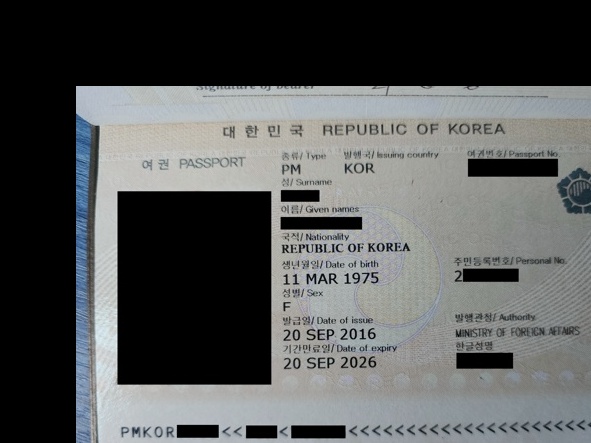 Signature of bearer
대한민국 REPUBLIC OF KOREA
여권 PASSPORT
종류/ Type 발행국/ Issuing country 여권번호/ Passport No.
PM KOR
성/ Surname
이름/ Given names
국적/ Nationality
REPUBLIC OF KOREA
생년월일/ Date of birth 주민등록번호/ Personal No.
11 MAR 1975 2
성별/ Sex
F
발급일/ Date of issue 발행관청/ Authority
20 SEP 2016 MINISTRY OF FOREIGN AFFAIRS
기간만료일/ Date of expiry 한글성명
20 SEP 2026
PMKOR << < <<<<<<<<<<<<<<<<<<<<<<